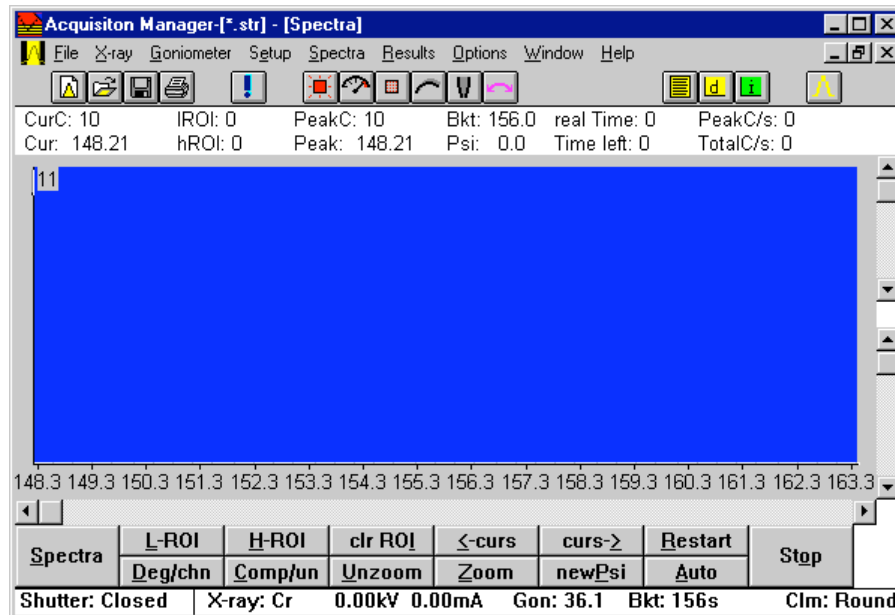 Acquisiton Manager-[*.str] - [Spectra]
File X-ray Goniometer Setup Spectra Results Options Window Help
d i
CurC: 10 lROI: 0 PeakC: 10 Bkt: 156.0 real Time: 0 PeakC/s: 0
Cur: 148.21 hROI: 0 Peak: 148.21 Psi: 0.0 Time left: 0 TotalC/s: 0
11
148.3 149.3 150.3 151.3 152.3 153.3 154.3 155.3 156.3 157.3 158.3 159.3 160.3 161.3 162.3 163.3
Spectra L-ROI H-ROI clr ROI <-curs curs-> Restart Stop
Deg/chn Comp/un Unzoom Zoom newPsi Auto
Shutter: Closed X-ray: Cr 0.00kV 0.00mA Gon: 36.1 Bkt: 156s Clm: Round